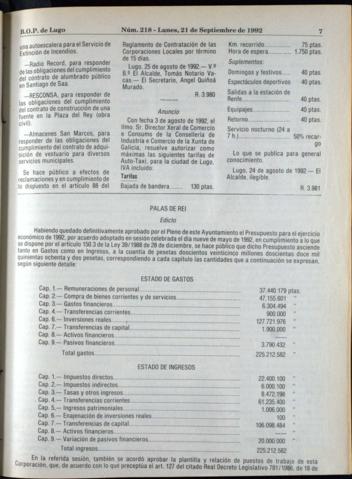 B.O.P. de Lugo
Núm. 218 - Lunes, 21 de Septiembre de 1992
7
una autoescalera para el Servicio de
Extinción de Incendios.
—Radio Record, para responder
de las obligaciones del cumplimiento
del contrato de alumbrado público
en Santiago de Saa.
—RESCONSA, para responder de
las obligaciones del cumplimiento
del contrato de construcción de una
fuente en la Plaza del Rey (obra
civil).
—Almacenes San Marcos, para
responder de las obligaciones del
cumplimiento del contrato de adqui-
sición de vestuario para diversos
servicios municipales.
Se hace público a efectos de
reclamaciones y en cumplimiento de
lo dispuesto en el artículo 88 del
Reglamento de Contratación de las
Corporaciones Locales por término
de 15 días.
Lugo, 25 de agosto de 1992.— V.º
B.º El Alcalde, Tomás Notario Va-
cas.— El Secretario, Angel Quiñoá
Murado.
R. 3.980
Anuncio
Con fecha 3 de agosto de 1992, el
Ilmo. Sr. Director Xeral de Comercio
e Consumo de la Consellería de
Industria e Comercio de la Xunta de
Galicia, resuelve autorizar como
máximas las siguientes tarifas de
Auto-Taxi, para la ciudad de Lugo.
IVA incluido:
Tarifas
Bajada de bandera 130 ptas.
Km. recorrido 75 ptas.
Hora de espera 1.750 ptas.
Suplementos:
Domingos y festivos 40 ptas.
Espectáculos deportivos 40 ptas.
Salidas a la estación de
Renfe 40 ptas.
Equipajes 40 ptas.
Retorno 40 ptas.
Servicio nocturno (24 a
7 h.) 50% recar-
go
Lo que se publica para general
conocimiento.
Lugo, 24 de agosto de 1992.— El
Alcalde, ilegible.
R. 3.981
PALAS DE REI
Edicto
Habiendo quedado definitivamente aprobado por el Pleno de este Ayuntamiento el Presupuesto para el ejercicio
económico de 1992, por acuerdo adoptado en sesión celebrada el día nueve de mayo de 1992, en cumplimiento a lo que
se dispone por el artículo 150.3 de la Ley 39/1988 de 28 de diciembre, se hace público que dicho Presupuesto asciende
tanto en Gastos como en Ingresos, a la cuantía de pesetas doscientos veinticinco millones doscientas doce mil
quinientas ochenta y dos pesetas, correspondiendo a cada capítulo las cantidades que a continuación se expresan,
según siguiente detalle:
ESTADO DE GASTOS
Cap. 1.— Remuneraciones de personal 37.440.179 ptas.
Cap. 2.— Compra de bienes corrientes y de servicios 47.155.601 "
Cap. 3.— Gastos financieros 6.304.494 "
Cap. 4.— Transferencias corrientes 900.000 "
Cap. 6.— Inversiones reales 127.721.976 "
Cap. 7.— Transferencias de capital 1.900.000 "
Cap. 8.— Activos financieros
Cap. 9.— Pasivos financieros 3.790.432 "
Total gastos 225.212.582 "
ESTADO DE INGRESOS
Cap. 1.— Impuestos directos 22.400.100 "
Cap. 2.— Impuestos indirectos 6.000.100 "
Cap. 3.— Tasas y otros ingresos 8.472.198 "
Cap. 4.— Transferencias corrientes 61.235.400 "
Cap. 5.— Ingresos patrimoniales 1.006.000 "
Cap. 6.— Enajenación de inversiones reales 100 "
Cap. 7.— Transferencias de capital 106.098.484 "
Cap. 8.— Activos financieros
Cap. 9.— Variación de pasivos financieros 20.000.000 "
Total ingresos 225.212.582
En la referida sesión, también se acordó aprobar la plantilla y relación de puestos de trabajo de esta
Corporación, que, de acuerdo con lo que preceptúa el art. 127 del citado Real Decreto Legislativo 781/1986, de 18 de